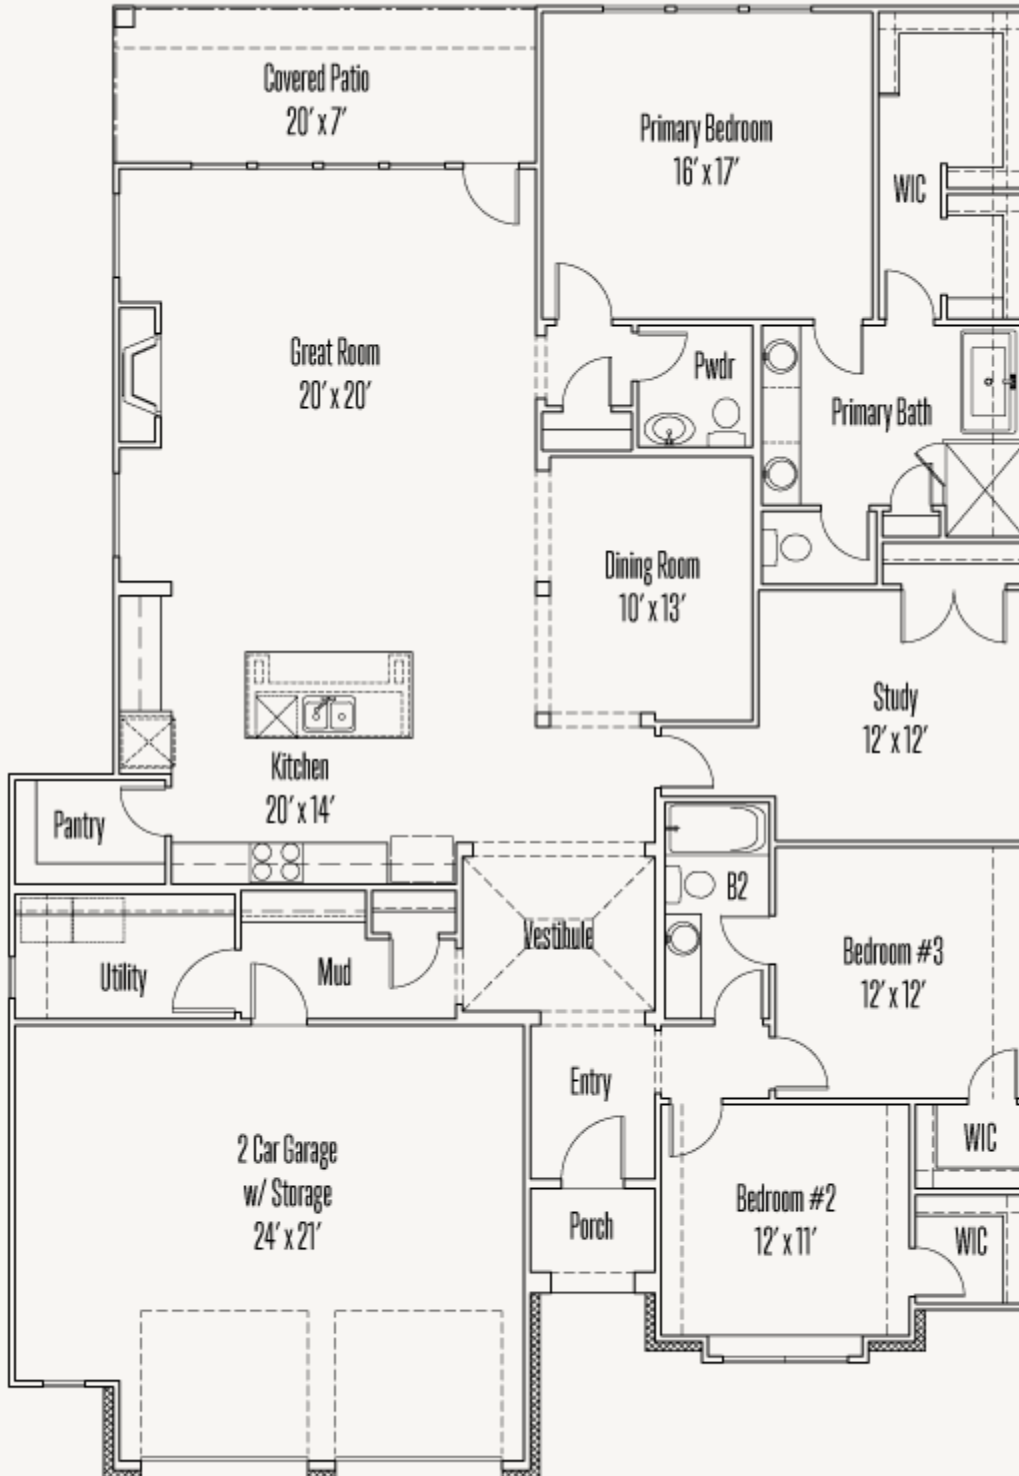 Covered Patio
20' x 7'
Primary Bedroom
16' x 17'
WIC
Great Room
20' x 20'
Pwdr
Primary Bath
Dining Room
10' x 13'
Study
12' x 12'
Kitchen
20' x 14'
Pantry
B2
Vestibule
Bedroom #3
12' x 12'
Utility
Mud
Entry
2 Car Garage
w/ Storage
24' x 21'
WIC
Bedroom #2
12' x 11'
Porch
WIC